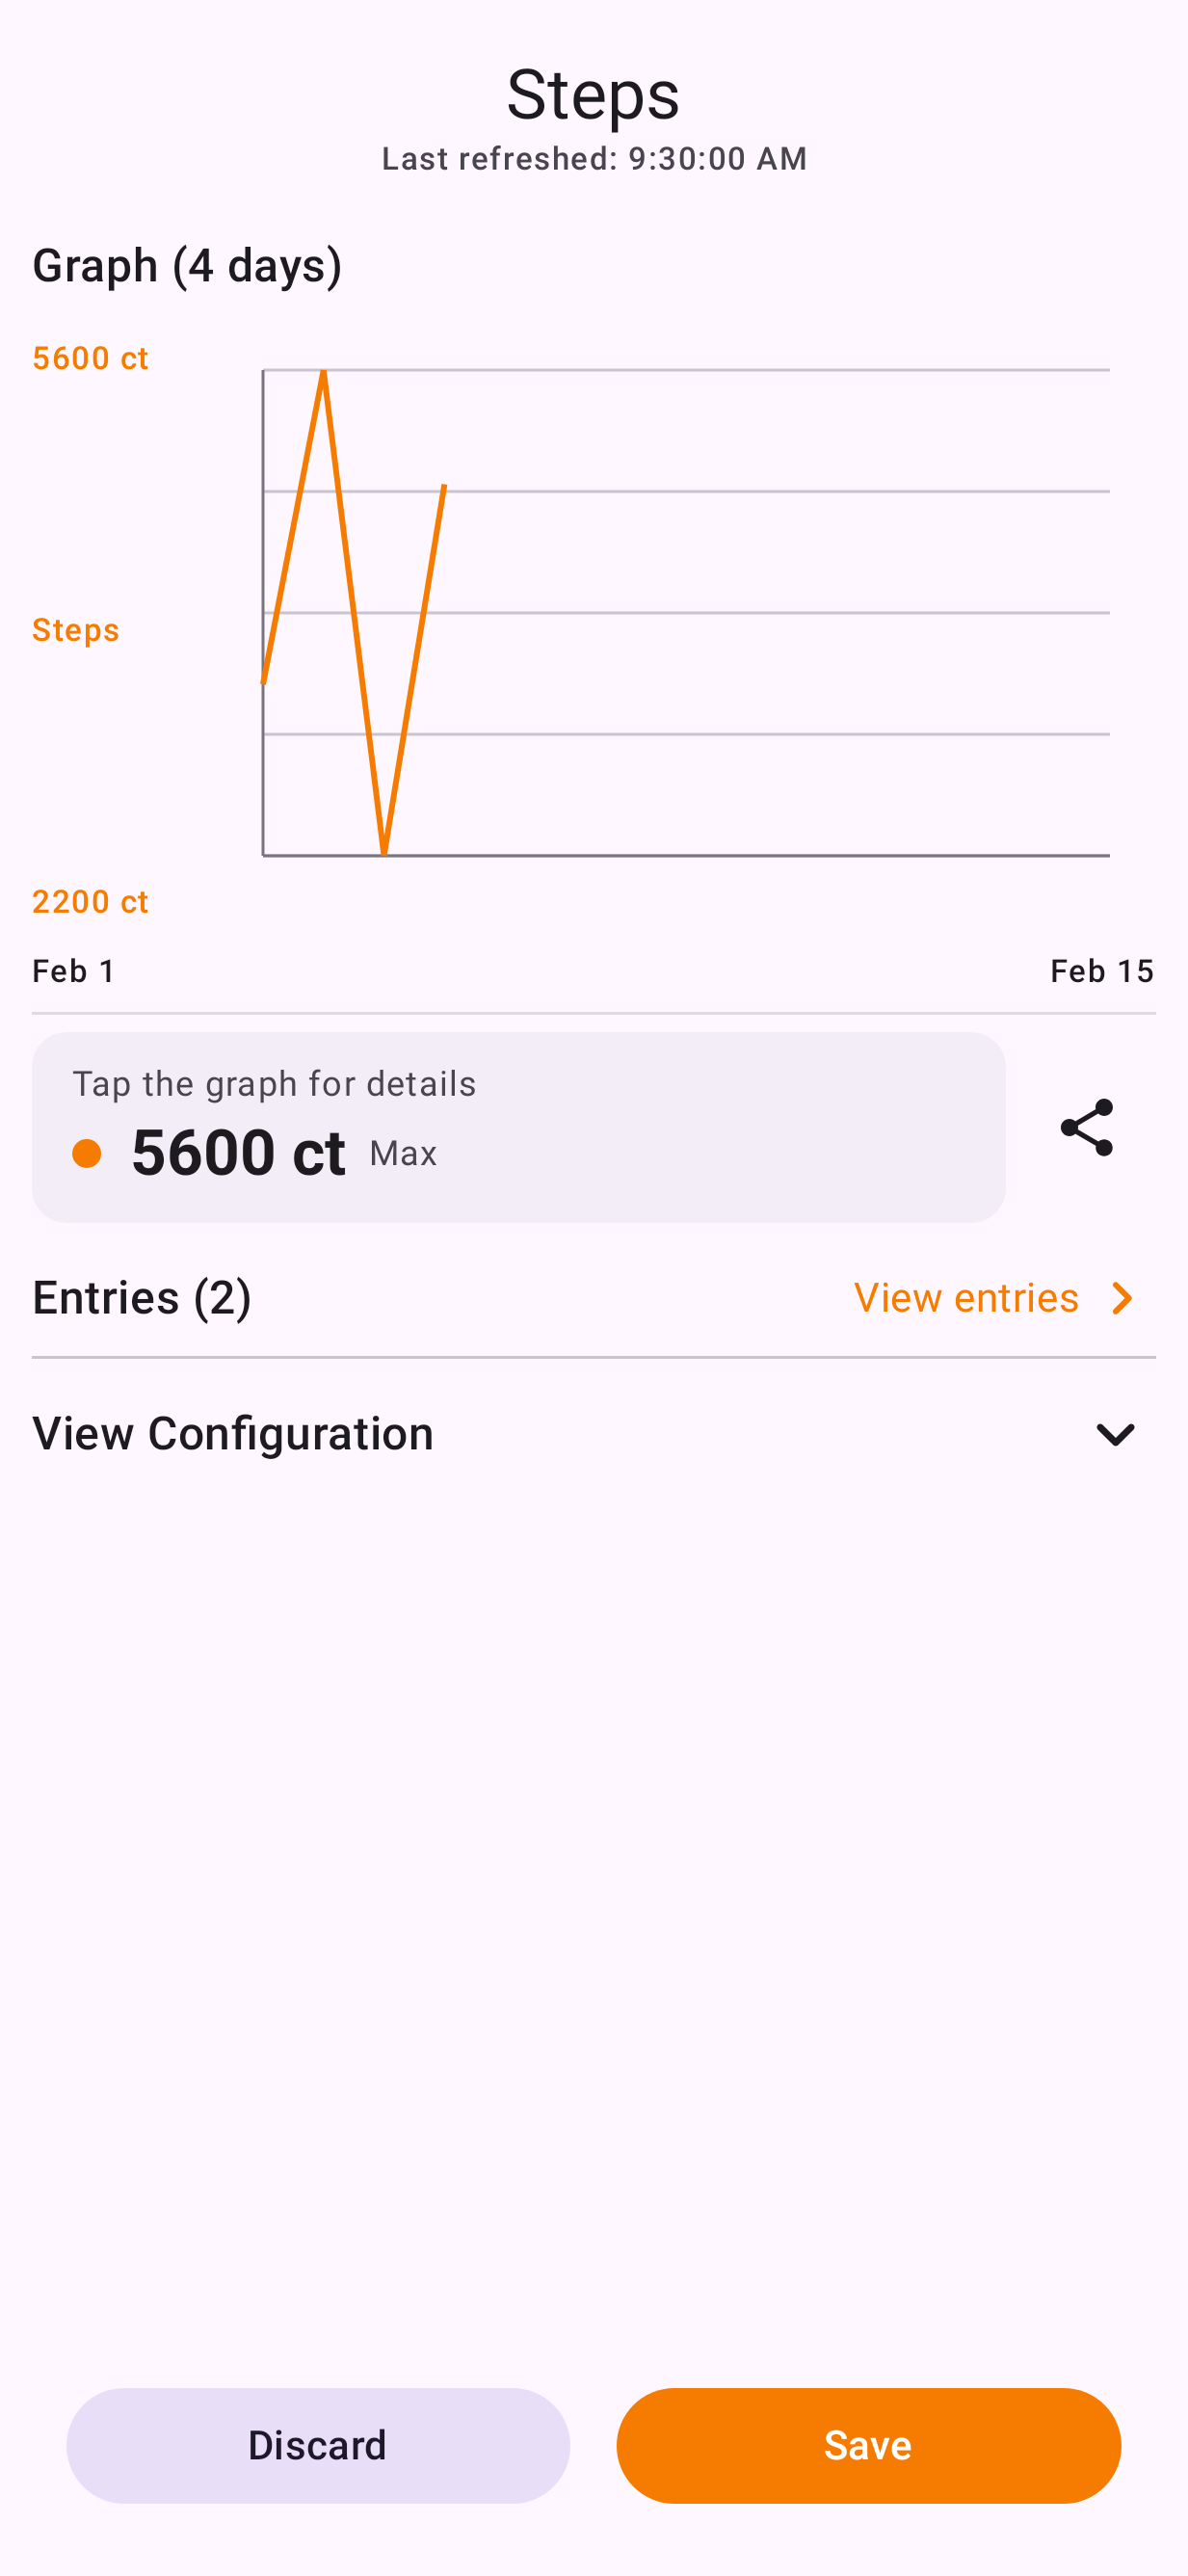 Steps
Last refreshed: 9:30:00 AM
Graph (4 days)
5600 ct
Steps
2200 ct
Feb 1 Feb 15
Tap the graph for details
5600 ct Max
Entries (2) View entries
View Configuration
Discard Save